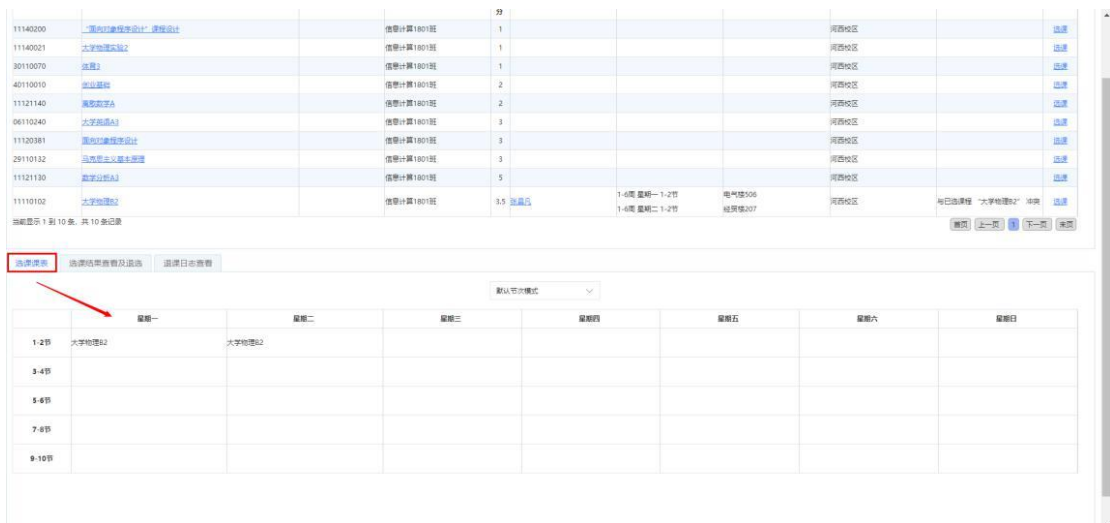 分
11140200 “面向对象程序设计”课程设计 信息计算1801班 1 河西校区 选课
11140021 大学物理实验2 信息计算1801班 1 河西校区 选课
30110070 体育3 信息计算1801班 1 河西校区 选课
40110010 创业基础 信息计算1801班 2 河西校区 选课
11121140 离散数学A 信息计算1801班 2 河西校区 选课
06110240 大学英语A3 信息计算1801班 3 河西校区 选课
11120381 面向对象程序设计 信息计算1801班 3 河西校区 选课
29110132 马克思主义基本原理 信息计算1801班 3 河西校区 选课
11121130 数学分析A3 信息计算1801班 5 河西校区 选课
1-6周 星期一 1-2节 电气楼506
11110102 大学物理B2 信息计算1801班 3.5 河西校区 与已选课程 “大学物理B2” 冲突 选课
1-6周 星期二 1-2节 经贸楼207
当前显示 1 到 10 条, 共 10 条记录 首页 上一页 1 下一页 末页
选课课表 选课结果查看及退选 退课日志查看
默认节次模式
星期一 星期二 星期三 星期四 星期五 星期六 星期日
1-2节 大学物理B2 大学物理B2
3-4节
5-6节
7-8节
9-10节